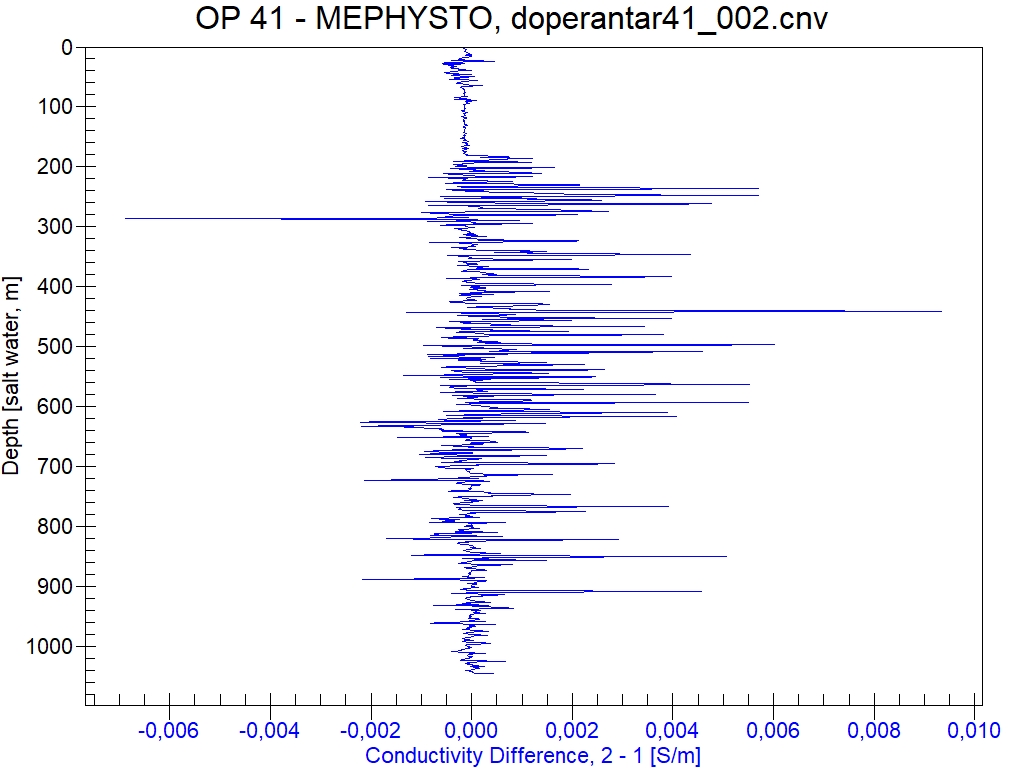 OP 41 - MEPHYSTO, doperantar41_002.cnv
0
100
200
300
400
500
600
700
800
900
1000
Depth [salt water, m]
-0,006 -0,004 -0,002 0,000 0,002 0,004 0,006 0,008 0,010
Conductivity Difference, 2 - 1 [S/m]